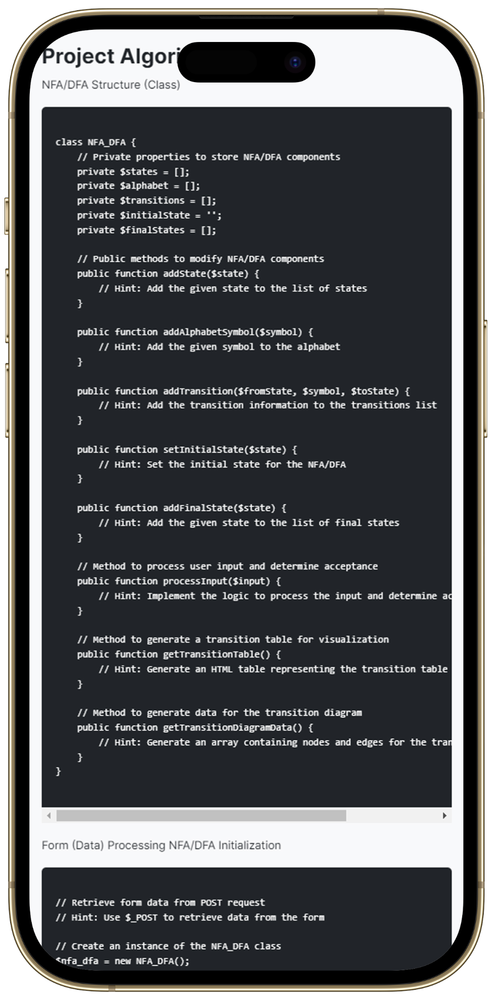 Project Algori
NFA/DFA Structure (Class)
class NFA_DFA {
    // Private properties to store NFA/DFA components
    private $states = [];
    private $alphabet = [];
    private $transitions = [];
    private $initialState = '';
    private $finalStates = [];

    // Public methods to modify NFA/DFA components
    public function addState($state) {
        // Hint: Add the given state to the list of states
    }

    public function addAlphabetSymbol($symbol) {
        // Hint: Add the given symbol to the alphabet
    }

    public function addTransition($fromState, $symbol, $toState) {
        // Hint: Add the transition information to the transitions list
    }

    public function setInitialState($state) {
        // Hint: Set the initial state for the NFA/DFA
    }

    public function addFinalState($state) {
        // Hint: Add the given state to the list of final states
    }

    // Method to process user input and determine acceptance
    public function processInput($input) {
        // Hint: Implement the logic to process the input and determine ac
    }

    // Method to generate a transition table for visualization
    public function getTransitionTable() {
        // Hint: Generate an HTML table representing the transition table
    }

    // Method to generate data for the transition diagram
    public function getTransitionDiagramData() {
        // Hint: Generate an array containing nodes and edges for the tran
    }
}
Form (Data) Processing NFA/DFA Initialization
// Retrieve form data from POST request
// Hint: Use $_POST to retrieve data from the form

// Create an instance of the NFA_DFA class
$nfa_dfa = new NFA_DFA();